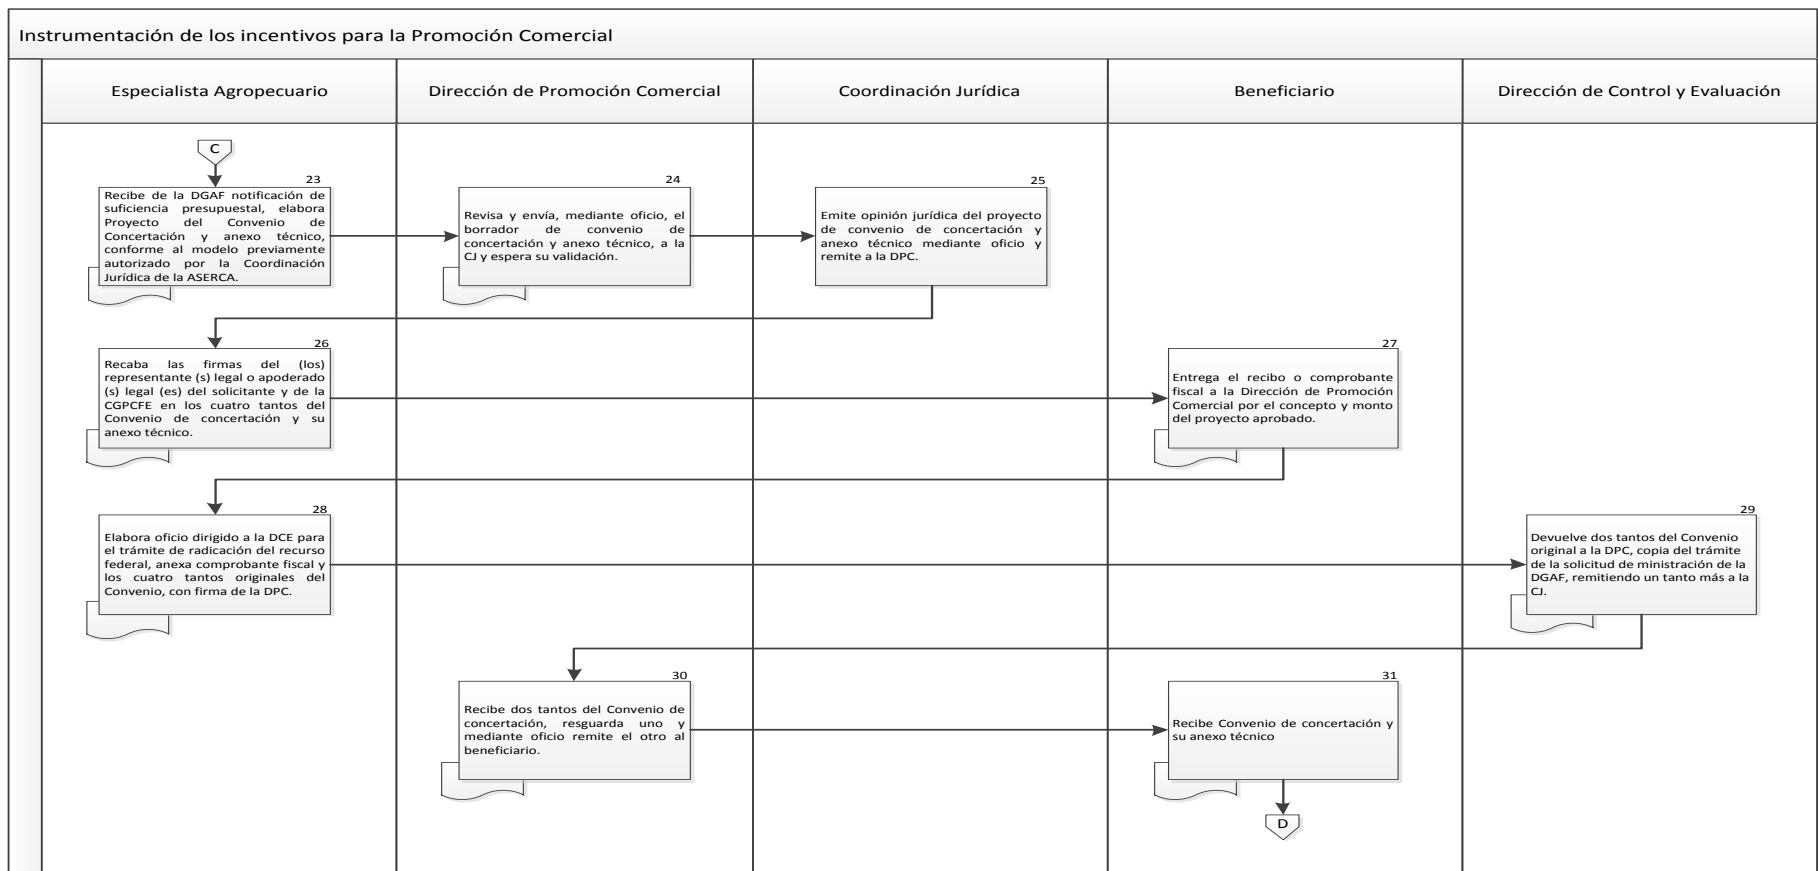 Instrumentación de los incentivos para la Promoción Comercial
Especialista Agropecuario
Dirección de Promoción Comercial
Coordinación Jurídica
Beneficiario
Dirección de Control y Evaluación
C
23
Recibe de la DGAF notificación de
suficiencia presupuestal, elabora
Proyecto del Convenio de
Concertación y anexo técnico,
conforme al modelo previamente
autorizado por la Coordinación
Jurídica de la ASERCA.
24
Revisa y envía, mediante oficio, el
borrador de convenio de
concertación y anexo técnico, a la
CJ y espera su validación.
25
Emite opinión jurídica del proyecto
de convenio de concertación y
anexo técnico mediante oficio y
remite a la DPC.
26
Recaba las firmas del (los)
representante (s) legal o apoderado
(s) legal (es) del solicitante y de la
CGPCFE en los cuatro tantos del
Convenio de concertación y su
anexo técnico.
27
Entrega el recibo o comprobante
fiscal a la Dirección de Promoción
Comercial por el concepto y monto
del proyecto aprobado.
28
Elabora oficio dirigido a la DCE para
el trámite de radicación del recurso
federal, anexa comprobante fiscal y
los cuatro tantos originales del
Convenio, con firma de la DPC.
29
Devuelve dos tantos del Convenio
original a la DPC, copia del trámite
de la solicitud de ministración de la
DGAF, remitiendo un tanto más a la
CJ.
30
Recibe dos tantos del Convenio de
concertación, resguarda uno y
mediante oficio remite el otro al
beneficiario.
31
Recibe Convenio de concertación y
su anexo técnico
D